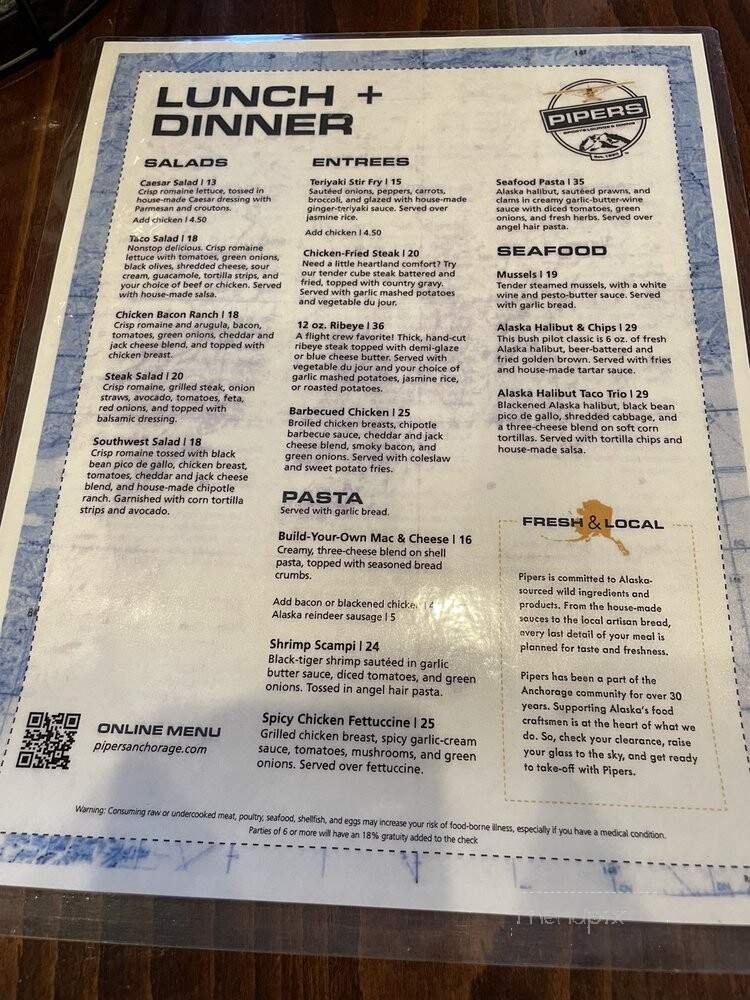 LUNCH +
DINNER
PIPERS
SPORTS LOUNGE & DINING
SALADS
Caesar Salad | 13
Crisp romaine lettuce, tossed in
house-made Caesar dressing with
Parmesan and croutons.
Add chicken | 4.50
Taco Salad | 18
Nonstop delicious. Crisp romaine
lettuce with tomatoes, green onions,
black olives, shredded cheese, sour
cream, guacamole, tortilla strips, and
your choice of beef or chicken. Served
with house-made salsa.
Chicken Bacon Ranch | 18
Crisp romaine and arugula, bacon,
tomatoes, green onions, cheddar and
jack cheese blend, and topped with
chicken breast.
Steak Salad | 20
Crisp romaine, grilled steak, onion
straws, avocado, tomatoes, feta,
red onions, and topped with
balsamic dressing.
Southwest Salad | 18
Crisp romaine tossed with black
bean pico de gallo, chicken breast,
tomatoes, cheddar and jack cheese
blend, and house-made chipotle
ranch. Garnished with corn tortilla
strips and avocado.
ONLINE MENU
pipersanchorage.com
ENTREES
Teriyaki Stir Fry | 15
Sautéed onions, peppers, carrots,
broccoli, and glazed with house-made
ginger-teriyaki sauce. Served over
jasmine rice.
Add chicken | 4.50
Chicken-Fried Steak | 20
Need a little heartland comfort? Try
our tender cube steak battered and
fried, topped with country gravy.
Served with garlic mashed potatoes
and vegetable du jour.
12 oz. Ribeye | 36
A flight crew favorite! Thick, hand-cut
ribeye steak topped with demi-glaze
or blue cheese butter. Served with
vegetable du jour and your choice of
garlic mashed potatoes, jasmine rice,
or roasted potatoes.
Barbecued Chicken | 25
Broiled chicken breasts, chipotle
barbecue sauce, cheddar and jack
cheese blend, smoky bacon, and
green onions. Served with coleslaw
and sweet potato fries.
PASTA
Served with garlic bread.
Build-Your-Own Mac & Cheese | 16
Creamy, three-cheese blend on shell
pasta, topped with seasoned bread
crumbs.
Add bacon or blackened chicken |
Alaska reindeer sausage | 5
Shrimp Scampi | 24
Black-tiger shrimp sautéed in garlic
butter sauce, diced tomatoes, and green
onions. Tossed in angel hair pasta.
Spicy Chicken Fettuccine | 25
Grilled chicken breast, spicy garlic-cream
sauce, tomatoes, mushrooms, and green
onions. Served over fettuccine.
Seafood Pasta | 35
Alaska halibut, sautéed prawns, and
clams in creamy garlic-butter-wine
sauce with diced tomatoes, green
onions, and fresh herbs. Served over
angel hair pasta.
SEAFOOD
Mussels | 19
Tender steamed mussels, with a white
wine and pesto-butter sauce. Served
with garlic bread.
Alaska Halibut & Chips | 29
This bush pilot classic is 6 oz. of fresh
Alaska halibut, beer-battered and
fried golden brown. Served with fries
and house-made tartar sauce.
Alaska Halibut Taco Trio | 29
Blackened Alaska halibut, black bean
pico de gallo, shredded cabbage, and
a three-cheese blend on soft corn
tortillas. Served with tortilla chips and
house-made salsa.
FRESH & LOCAL
Pipers is committed to Alaska-
sourced wild ingredients and
products. From the house-made
sauces to the local artisan bread,
every last detail of your meal is
planned for taste and freshness.
Pipers has been a part of the
Anchorage community for over 30
years. Supporting Alaska's food
craftsmen is at the heart of what we
do. So, check your clearance, raise
your glass to the sky, and get ready
to take-off with Pipers.
Warning: Consuming raw or undercooked meat, poultry, seafood, shellfish, and eggs may increase your risk of food-borne illness, especially if you have a medical condition.
Parties of 6 or more will have an 18% gratuity added to the check
menupix